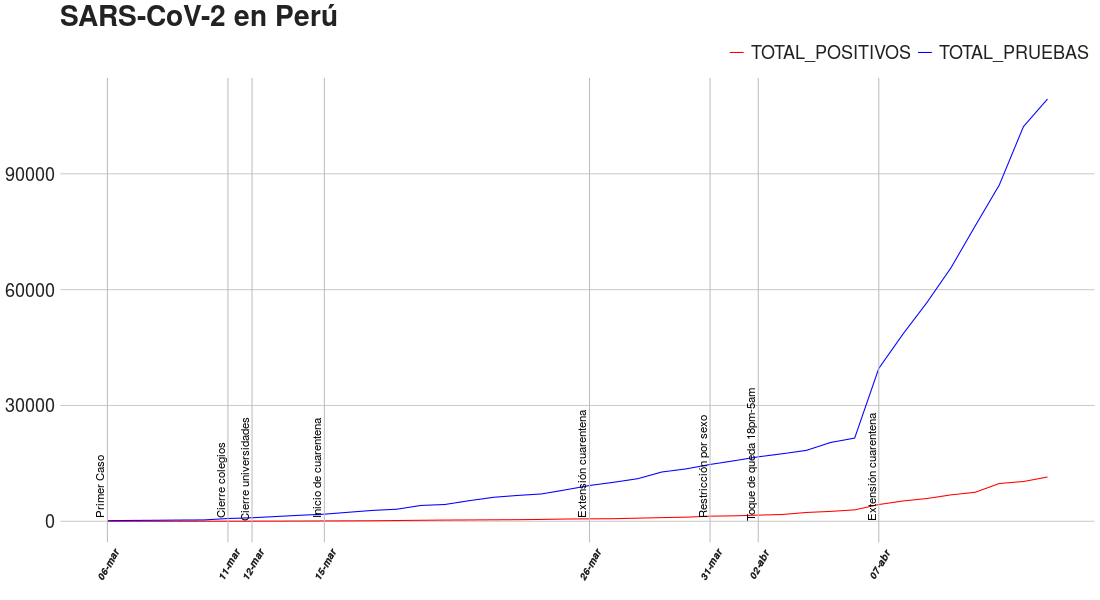 SARS-CoV-2 en Perú
TOTAL_POSITIVOS
TOTAL_PRUEBAS
90000
60000
30000
0
Primer Caso
Cierre colegios
Cierre universidades
Inicio de cuarentena
Extensión cuarentena
Restricción por sexo
Toque de queda 18pm-5am
Extensión cuarentena
06-mar
11-mar
12-mar
15-mar
26-mar
31-mar
02-abr
07-abr